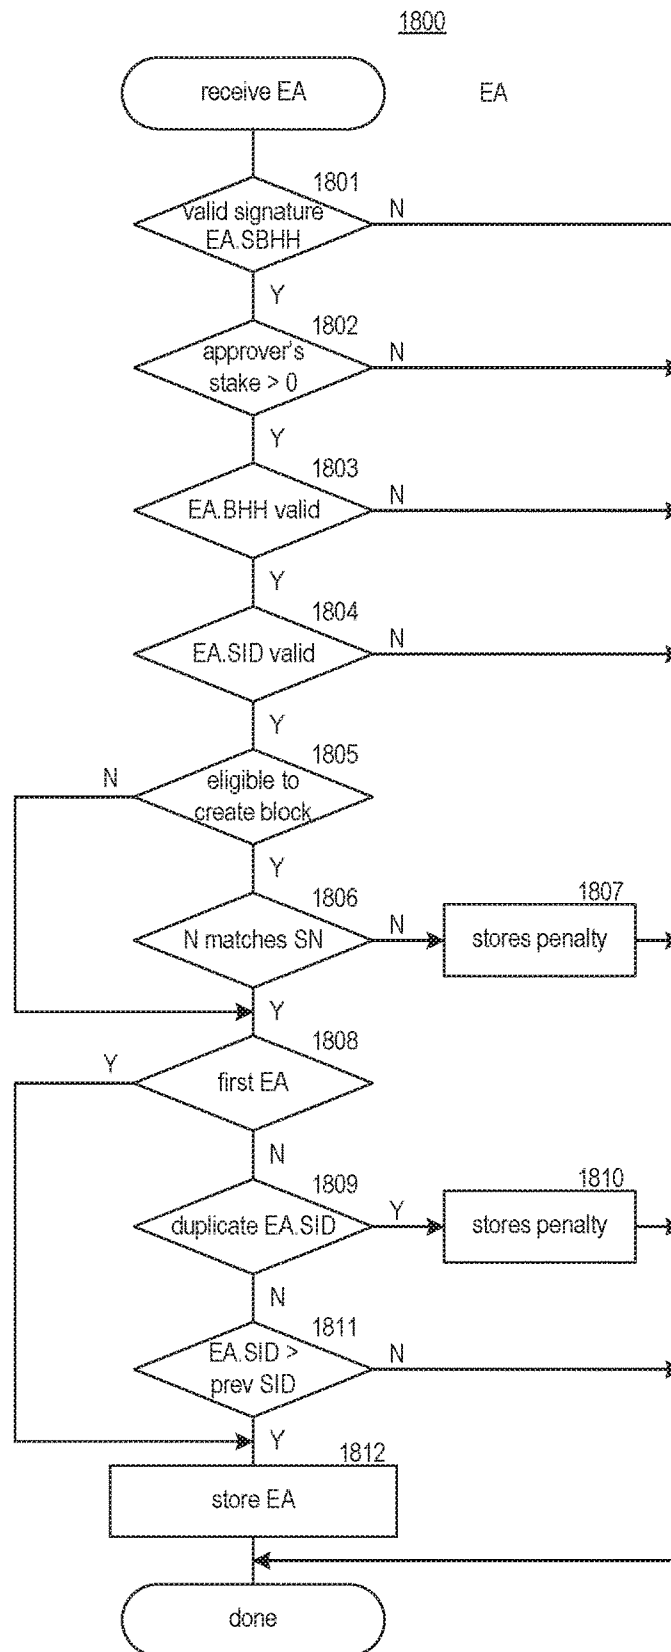 1800
receive EA
EA
1801
valid signature
EA.SBHH
N
Y
1802
approver's
stake > 0
N
Y
1803
EA.BHH valid
N
Y
1804
EA.SID valid
N
Y
1805
N
eligible to
create block
Y
1806
1807
N matches SN
N
stores penalty
Y
1808
Y
first EA
N
1809
1810
duplicate EA.SID
Y
stores penalty
N
1811
EA.SID >
prev SID
N
Y
1812
store EA
done